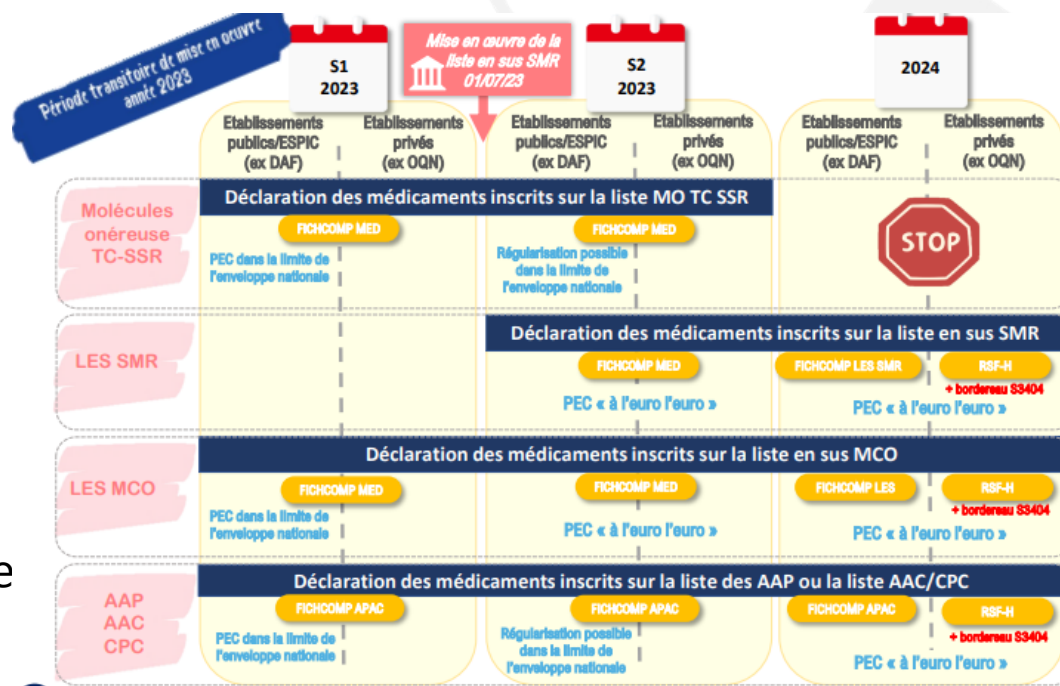 Période transitoire de mise en oeuvre
année 2023
S1
2023
Mise en œuvre de la
liste en sus SMR
01/07/23
S2
2023
2024
Etablissements
publics/ESPIC
(ex DAF)
Etablissements
privés
(ex OQN)
Etablissements
publics/ESPIC
(ex DAF)
Etablissements
privés
(ex OQN)
Etablissements
publics/ESPIC
(ex DAF)
Etablissements
privés
(ex OQN)
Molécules
onéreuse
TC-SSR
Déclaration des médicaments inscrits sur la liste MO TC SSR
FICHCOMP MED
PEC dans la limite de
l'enveloppe nationale
FICHCOMP MED
Régularisation possible
dans la limite de
l'enveloppe nationale
STOP
LES SMR
Déclaration des médicaments inscrits sur la liste en sus SMR
FICHCOMP MED
PEC « à l'euro l'euro »
FICHCOMP LES SMR
RSF-H
+ bordereau S3404
PEC « à l'euro l'euro »
LES MCO
Déclaration des médicaments inscrits sur la liste en sus MCO
FICHCOMP MED
PEC dans la limite de
l'enveloppe nationale
FICHCOMP MED
PEC « à l'euro l'euro »
FICHCOMP LES
RSF-H
+ bordereau S3404
PEC « à l'euro l'euro »
e
AAP
AAC
CPC
Déclaration des médicaments inscrits sur la liste des AAP ou la liste AAC/CPC
FICHCOMP APAC
PEC dans la limite de
l'enveloppe nationale
FICHCOMP APAC
Régularisation possible
dans la limite de
l'enveloppe nationale
FICHCOMP APAC
RSF-H
+ bordereau S3404
PEC « à l'euro l'euro »